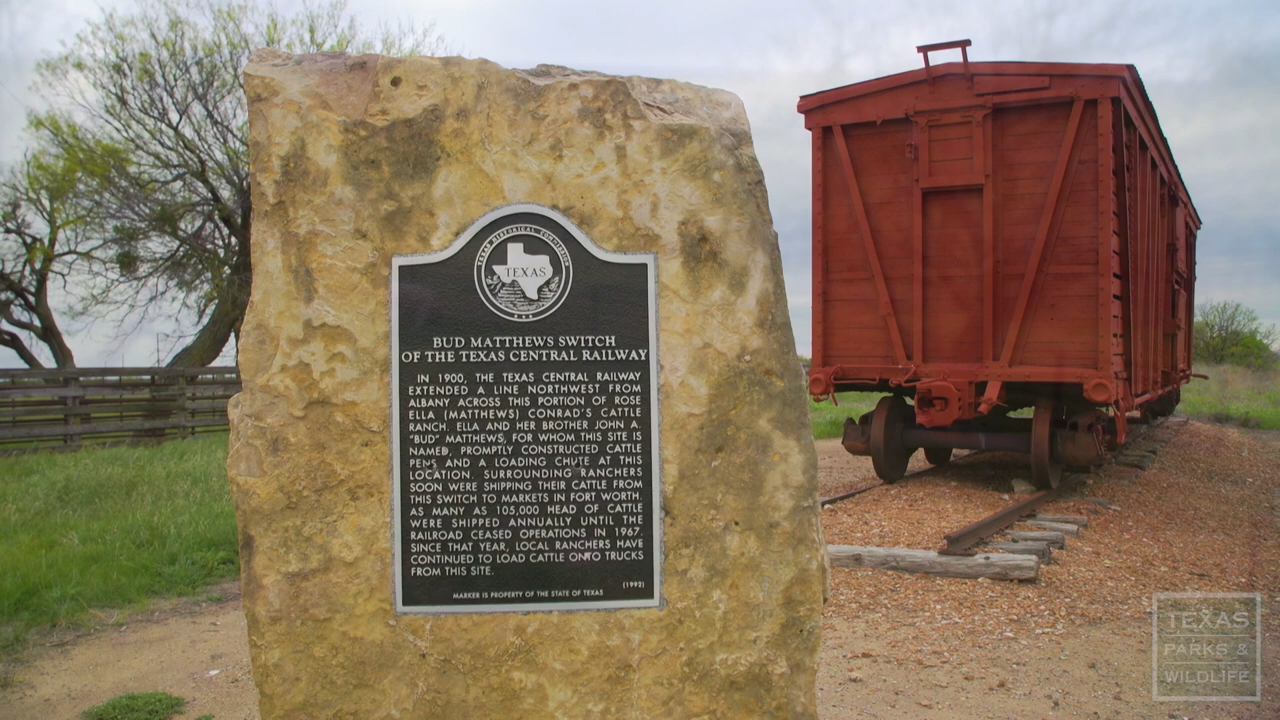 TEXAS HISTORICAL COMMISSION
TEXAS
BUD MATTHEWS SWITCH
OF THE TEXAS CENTRAL RAILWAY
IN 1900, THE TEXAS CENTRAL RAILWAY
EXTENDED A LINE NORTHWEST FROM
ALBANY ACROSS THIS PORTION OF ROSE
ELLA (MATTHEWS) CONRAD'S CATTLE
RANCH. ELLA AND HER BROTHER JOHN A.
"BUD" MATTHEWS, FOR WHOM THIS SITE IS
NAMED, PROMPTLY CONSTRUCTED CATTLE
PENS AND A LOADING CHUTE AT THIS
LOCATION. SURROUNDING RANCHERS
SOON WERE SHIPPING THEIR CATTLE FROM
THIS SWITCH TO MARKETS IN FORT WORTH.
AS MANY AS 105,000 HEAD OF CATTLE
WERE SHIPPED ANNUALLY UNTIL THE
RAILROAD CEASED OPERATIONS IN 1967.
SINCE THAT YEAR, LOCAL RANCHERS HAVE
CONTINUED TO LOAD CATTLE ONTO TRUCKS
FROM THIS SITE.
(1992)
MARKER IS PROPERTY OF THE STATE OF TEXAS
TEXAS
PARKS &
WILDLIFE